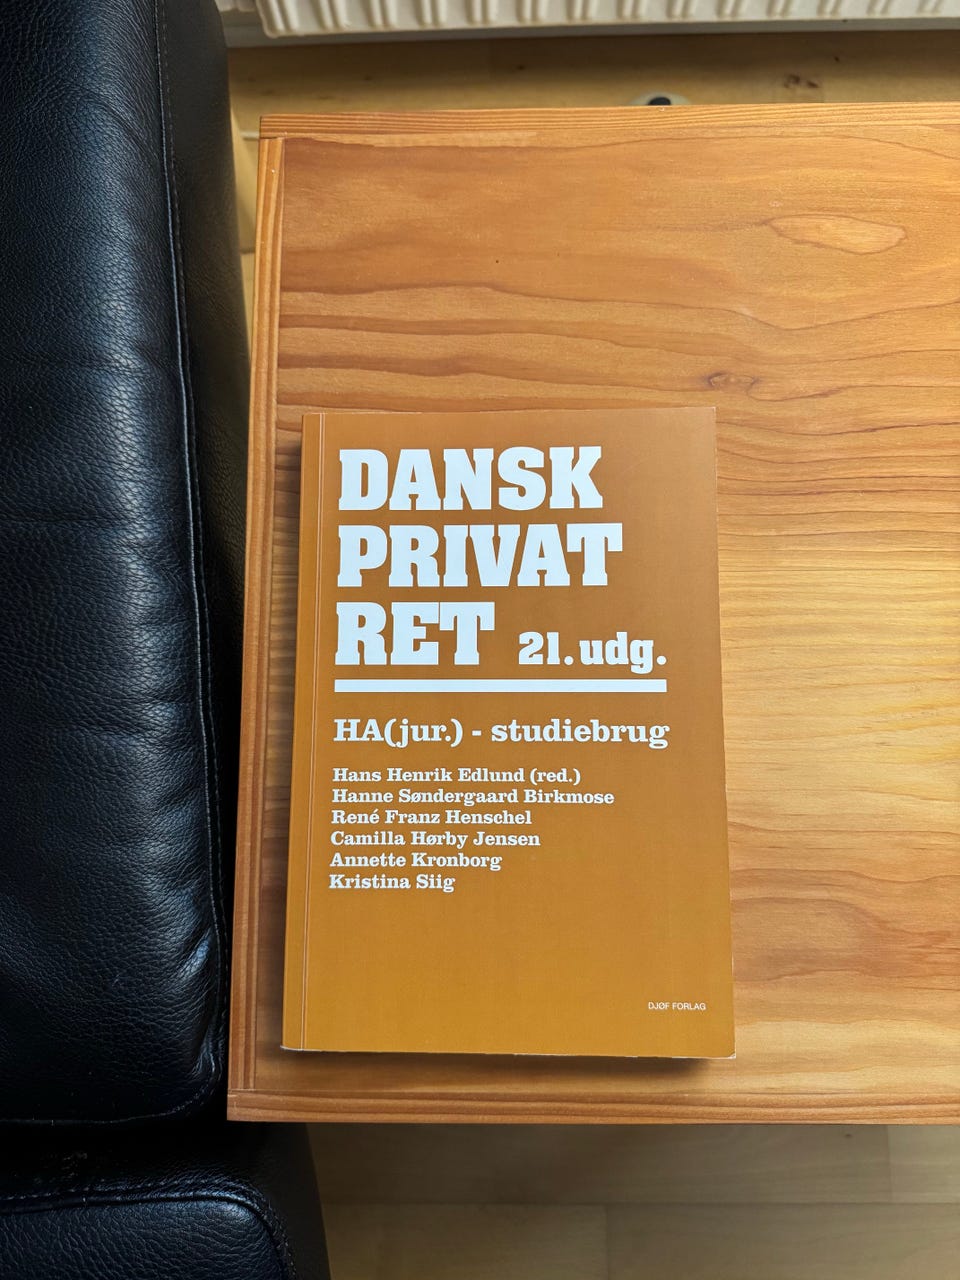 DANSK
PRIVAT
RET 21. udg.
HA(jur.) - studiebrug
Hans Henrik Edlund (red.)
Hanne Søndergaard Birkmose
René Franz Henschel
Camilla Hørby Jensen
Annette Kronborg
Kristina Siig
DJØF FORLAG